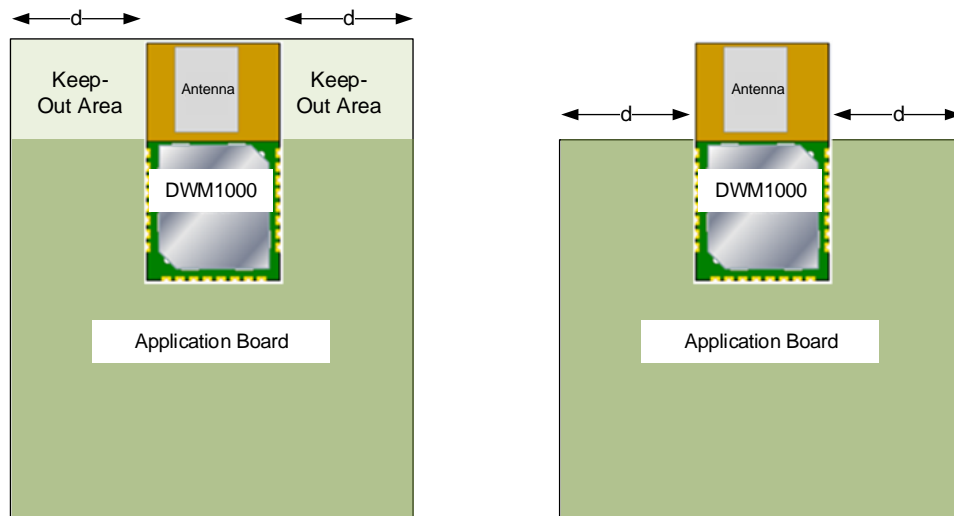 d
d
Keep-
Out Area
Antenna
Keep-
Out Area
DWM1000
Application Board
Antenna
d
d
DWM1000
Application Board